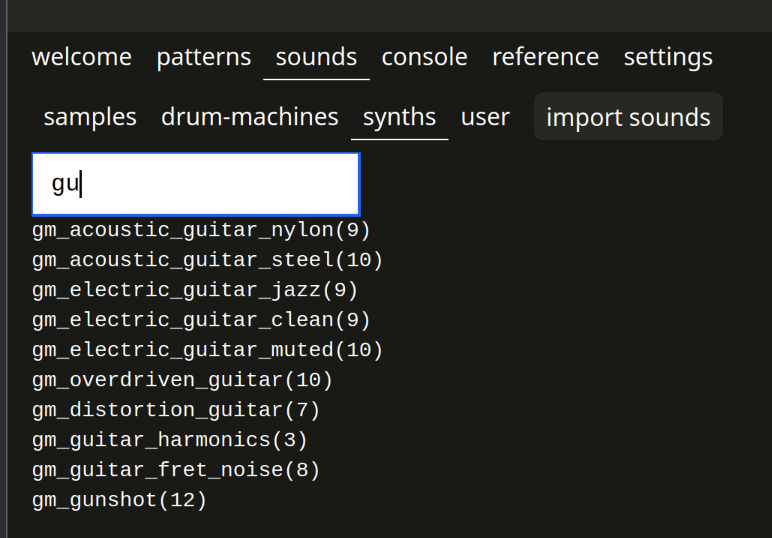 welcome patterns sounds console reference settings
samples drum-machines synths user import sounds
gu
gm_acoustic_guitar_nylon(9)
gm_acoustic_guitar_steel(10)
gm_electric_guitar_jazz(9)
gm_electric_guitar_clean(9)
gm_electric_guitar_muted(10)
gm_overdriven_guitar(10)
gm_distortion_guitar(7)
gm_guitar_harmonics(3)
gm_guitar_fret_noise(8)
gm_gunshot(12)